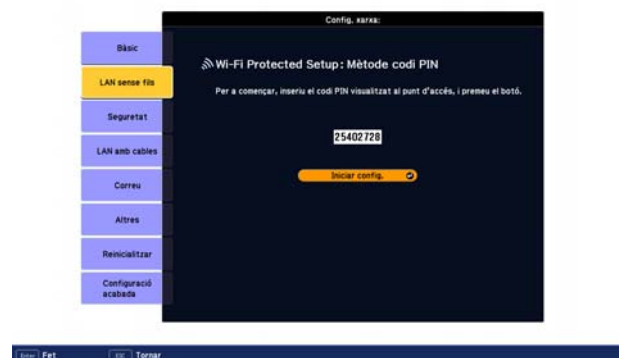 Config. xarxa:
Bàsic
LAN sense fils
Seguretat
LAN amb cables
Correu
Altres
Reinicialitzar
Configuració
acabada
Wi-Fi Protected Setup: Mètode codi PIN
Per a començar, inseriu el codi PIN visualitzat al punt d'accés, i premeu el botó.
25402728
Iniciar config.
Enter Fet
ESC Tornar